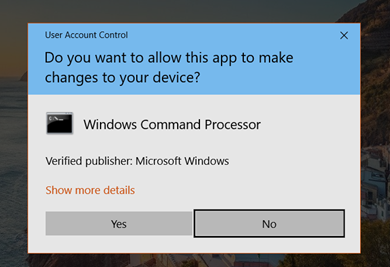 User Account Control
Do you want to allow this app to make
changes to your device?
Windows Command Processor
Verified publisher: Microsoft Windows
Show more details
Yes
No